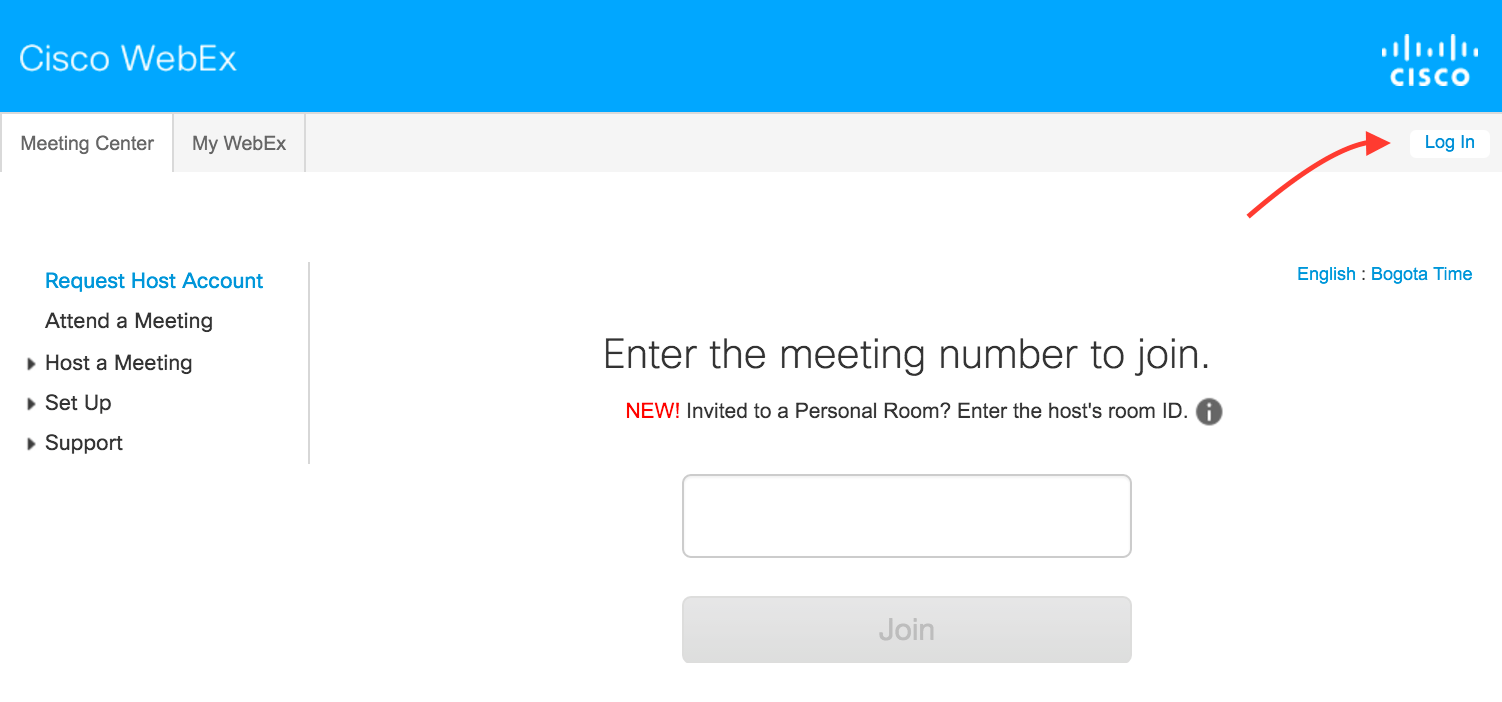 Cisco WebEx
CISCO
Meeting Center
My WebEx
Log In
Request Host Account
Attend a Meeting
Host a Meeting
Set Up
Support
English : Bogota Time
Enter the meeting number to join.
NEW! Invited to a Personal Room? Enter the host's room ID.
Join